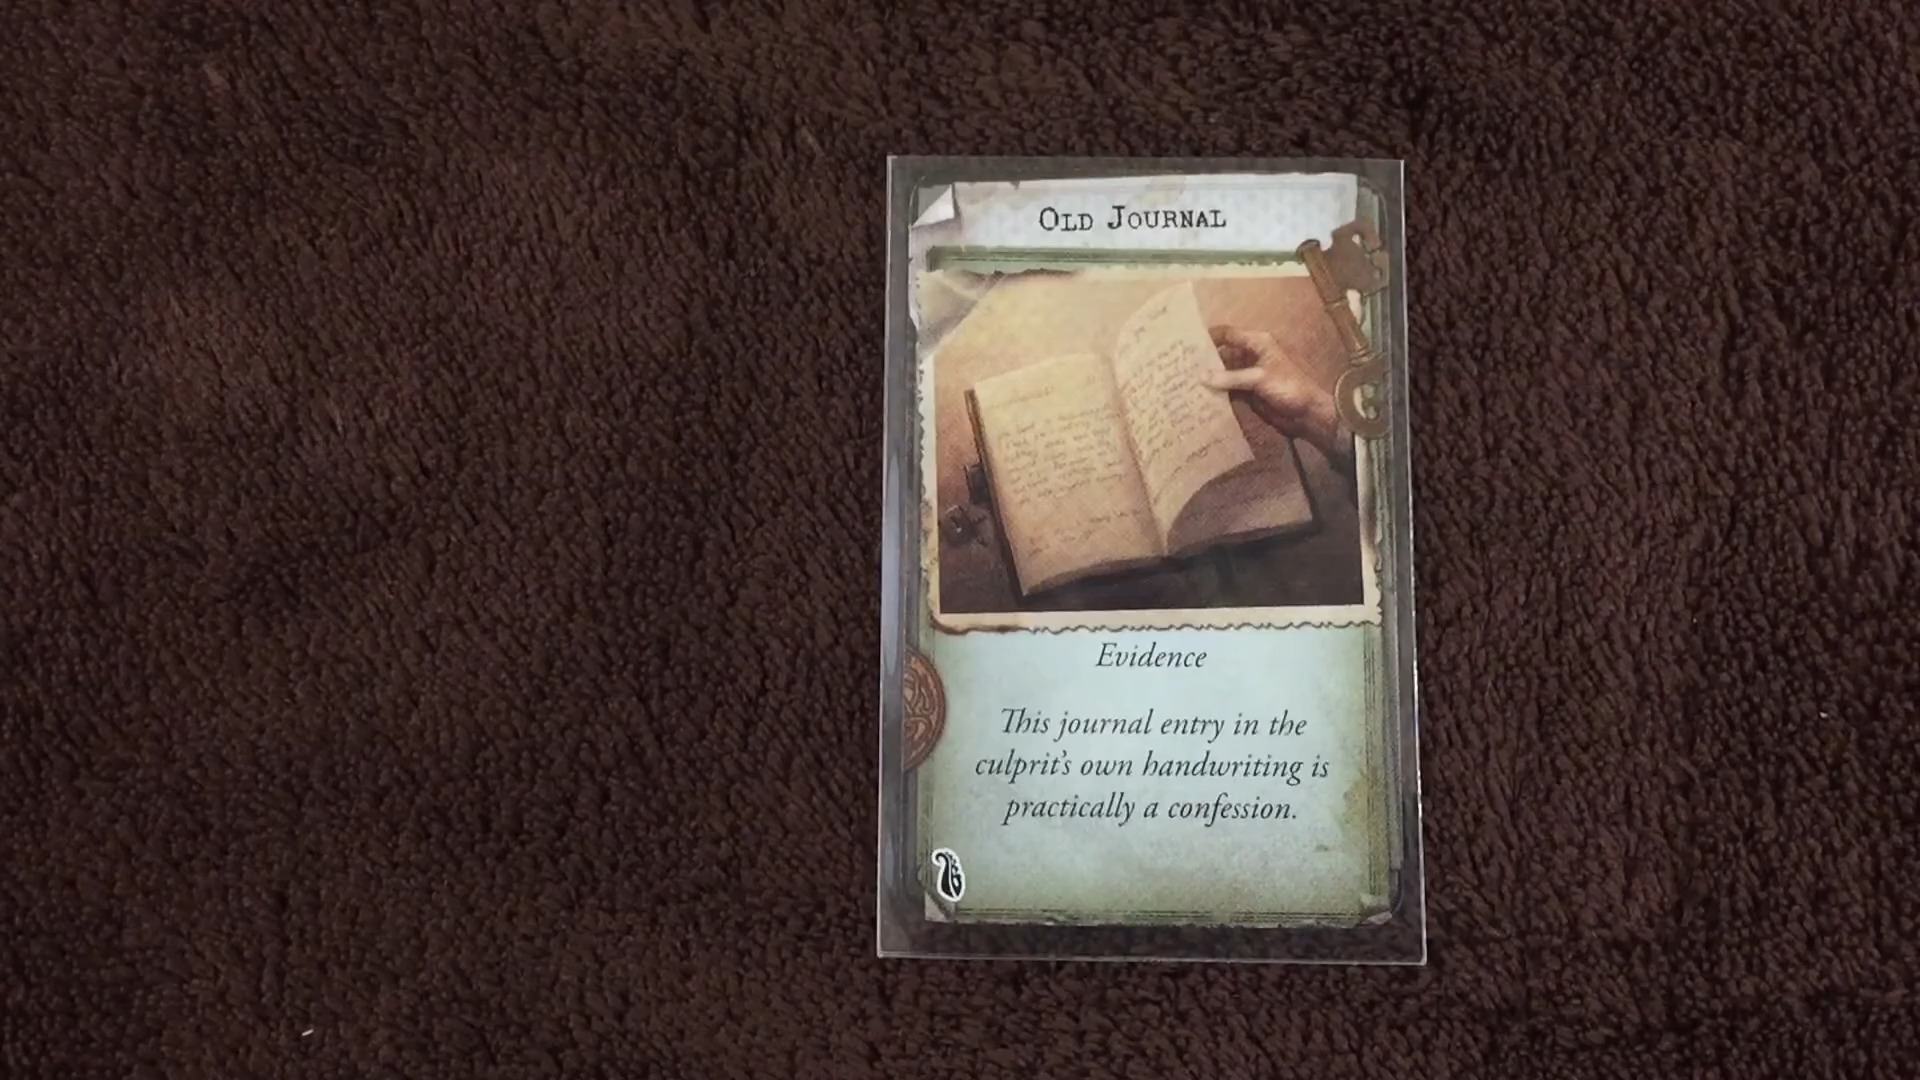 OLD JOURNAL
Evidence
This journal entry in the
culprit's own handwriting is
practically a confession.